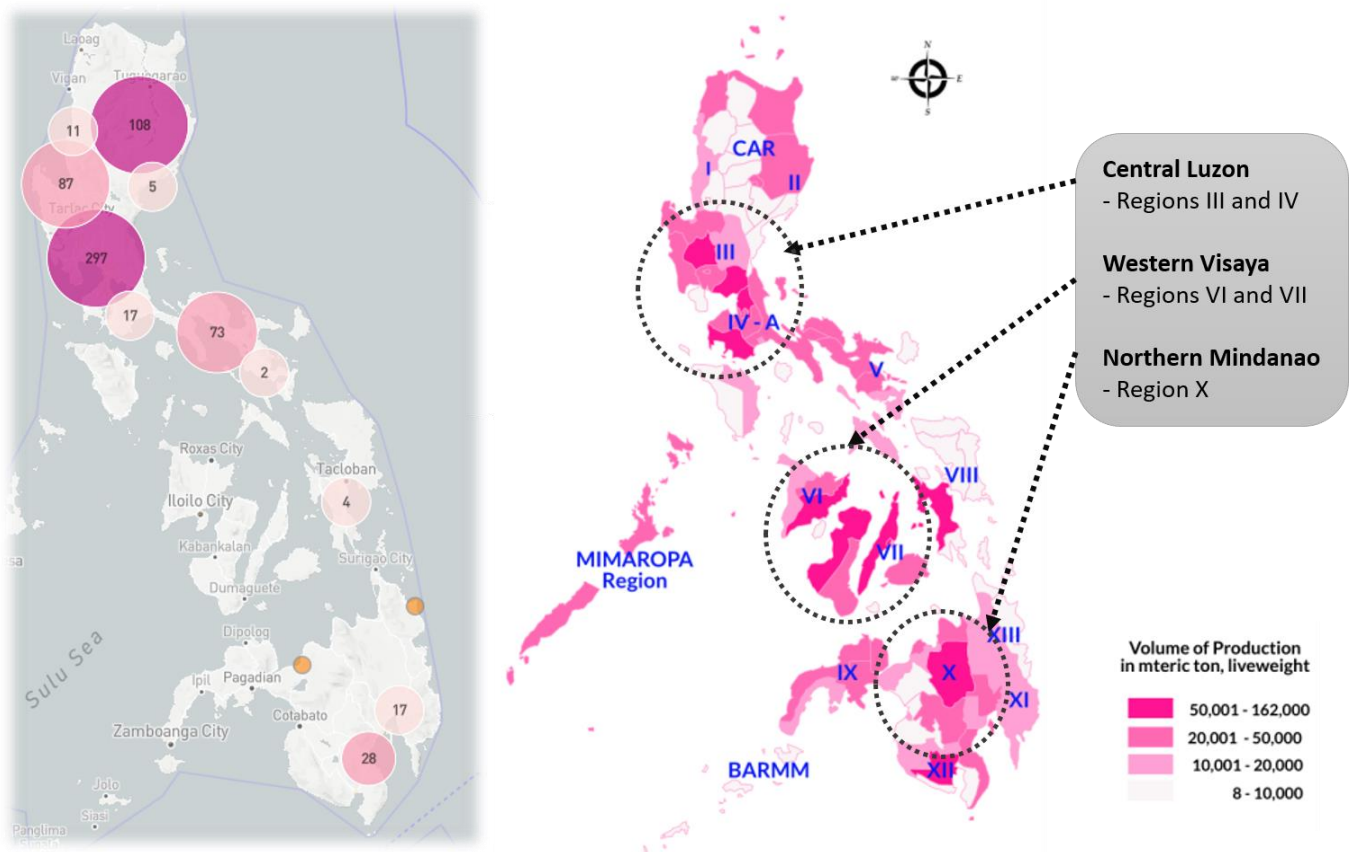 Laoag
Vigan
Tuguegarao
11
108
87
5
Tarlac City
297
17
73
2
Roxas City
Tacloban
Iloilo City
4
Kabankalan
Surigao City
Dumaguete
Dipolog
Sulu Sea
Ipil
Pagadian
17
Cotabato
Zamboanga City
28
Jolo
Siasi
Panglima
sa
a
N
W
E
S
CAR
I
II
III
IV - A
V
VI
VII
VIII
MIMAROPA
Region
IX
X
XIII
XI
XII
BARMM
Central Luzon
- Regions III and IV
Western Visaya
- Regions VI and VII
Northern Mindanao
- Region X
Volume of Production
in mteric ton, liveweight
50,001 - 162,000
20,001 - 50,000
10,001 - 20,000
8 - 10,000